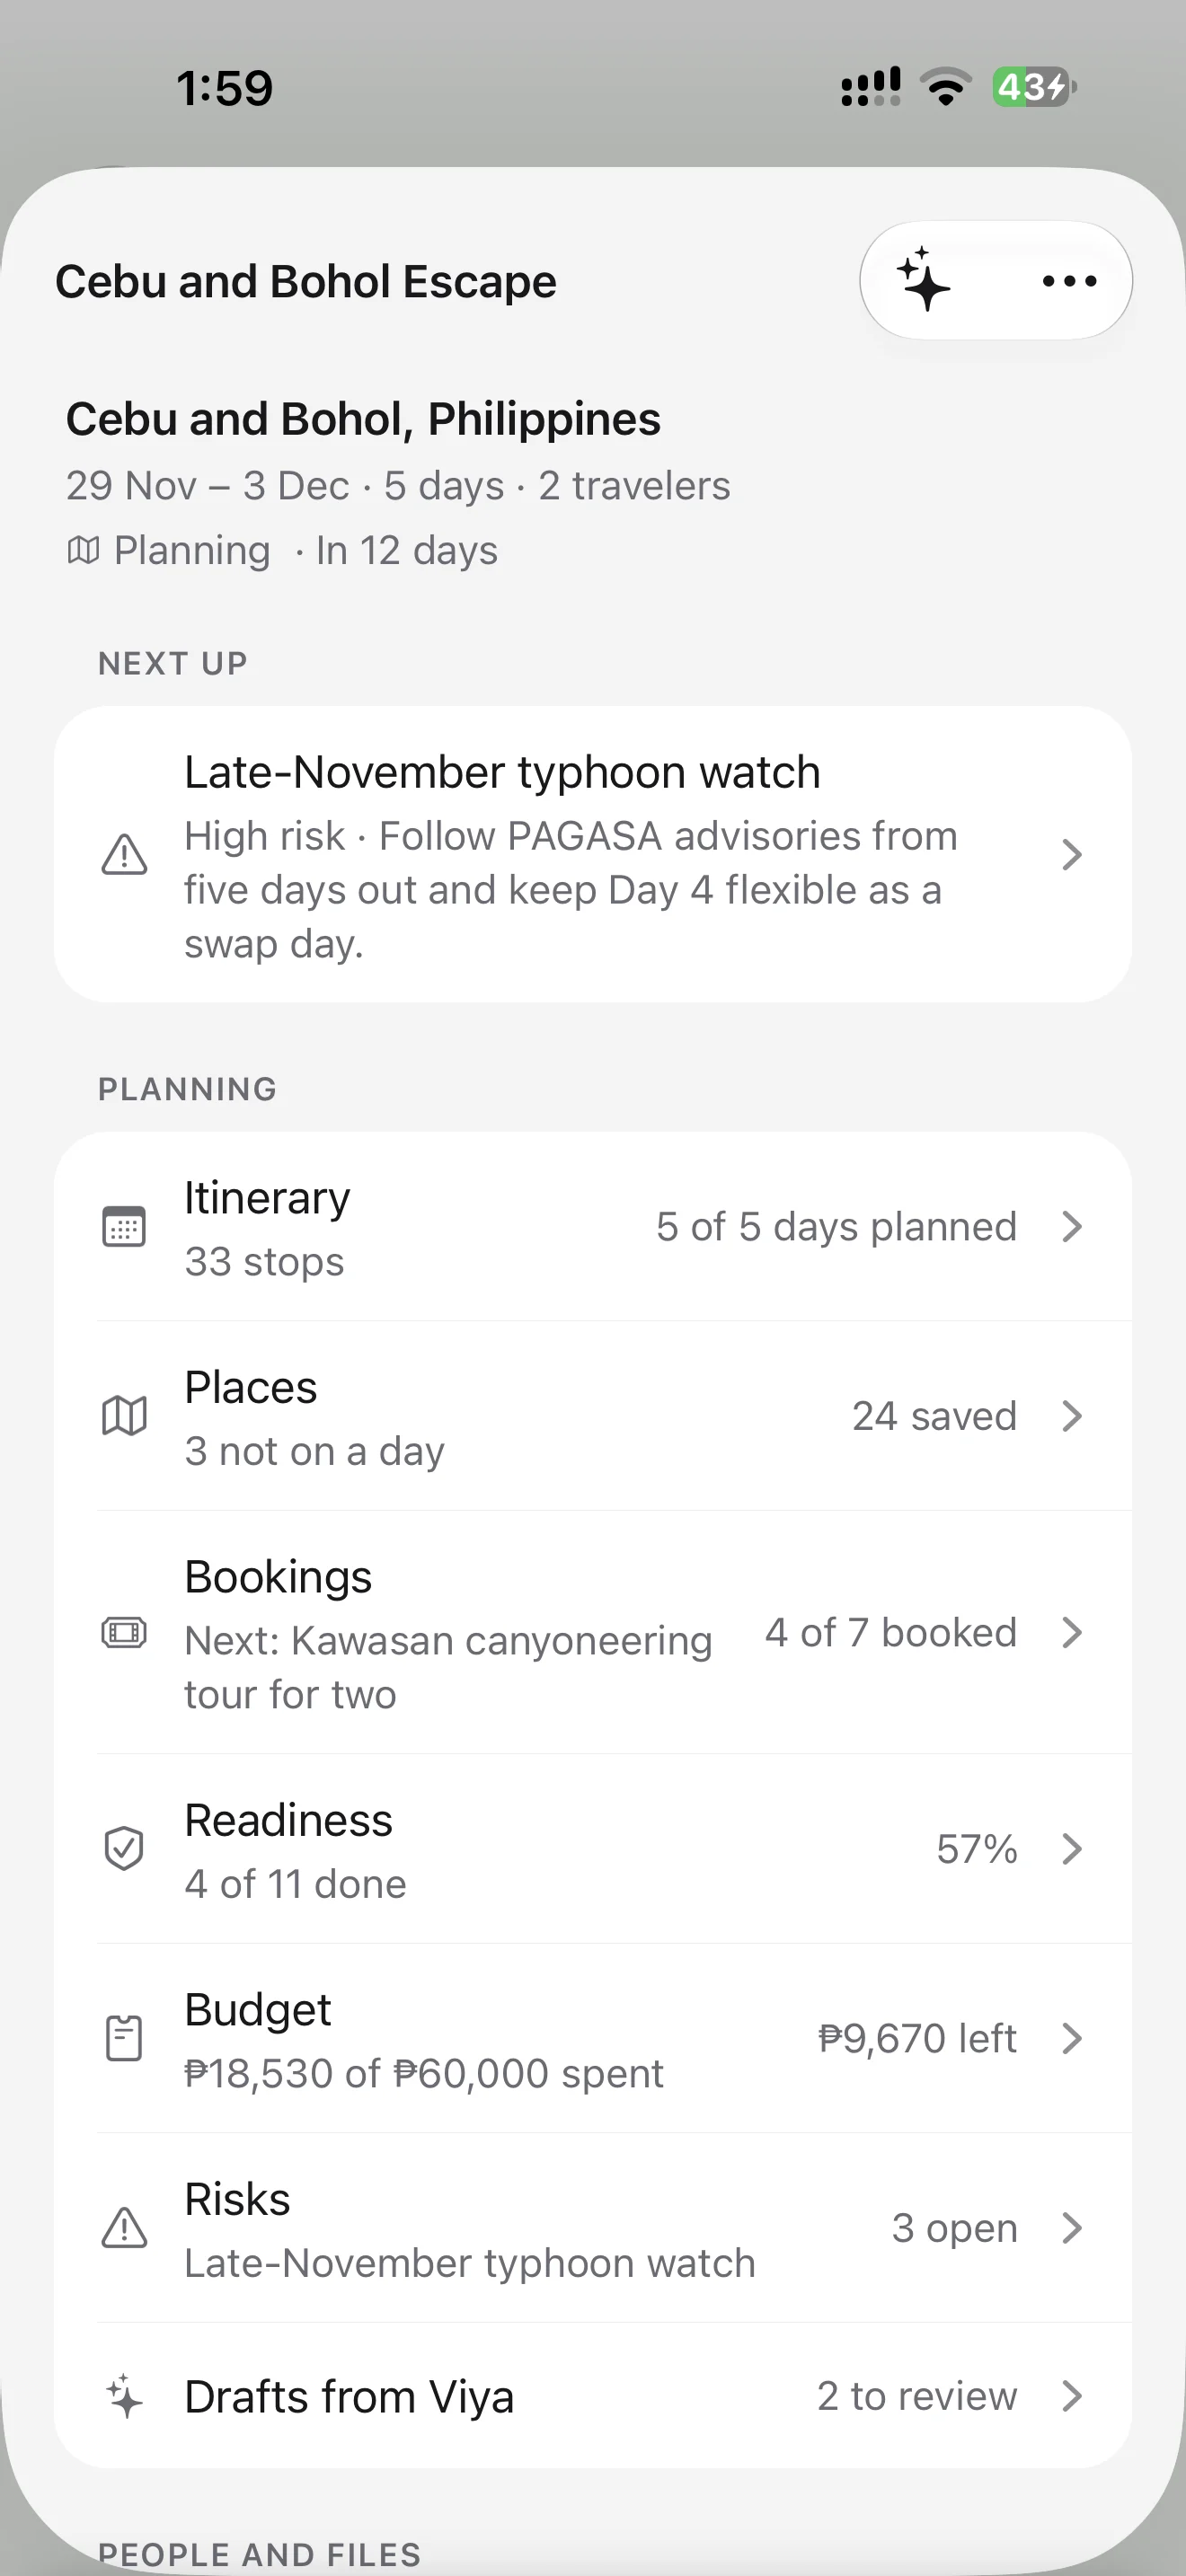 1:59
43
Cebu and Bohol Escape
Cebu and Bohol, Philippines
29 Nov – 3 Dec · 5 days · 2 travelers
Planning · In 12 days
NEXT UP
Late-November typhoon watch
High risk · Follow PAGASA advisories from
five days out and keep Day 4 flexible as a
swap day.
PLANNING
Itinerary
33 stops
5 of 5 days planned
Places
3 not on a day
24 saved
Bookings
Next: Kawasan canyoneering
tour for two
4 of 7 booked
Readiness
4 of 11 done
57%
Budget
₱18,530 of ₱60,000 spent
₱9,670 left
Risks
Late-November typhoon watch
3 open
Drafts from Viya
2 to review
PEOPLE AND FILES